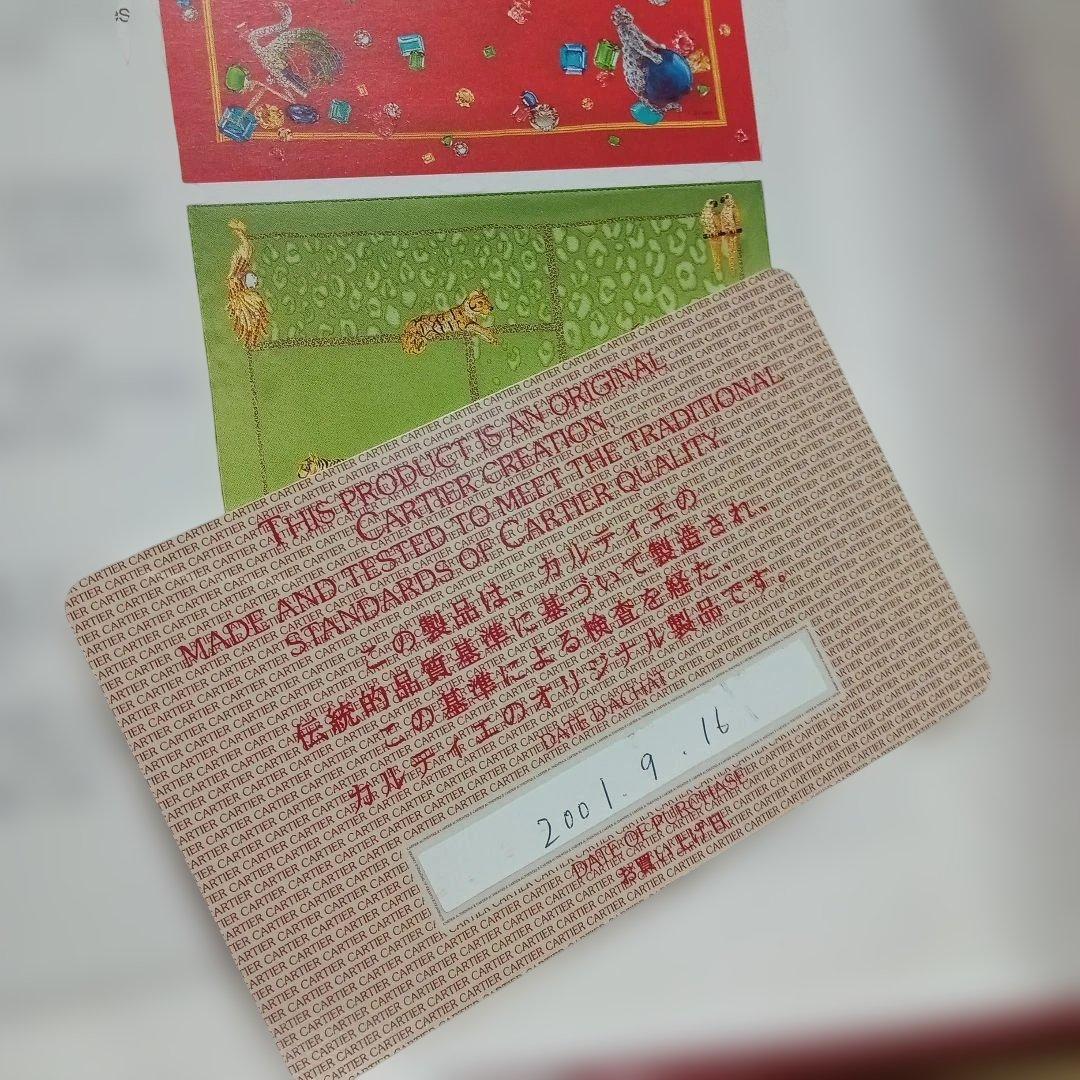 THIS PRODUCT IS AN ORIGINAL
CARTIER CREATION
MADE AND TESTED TO MEET THE TRADITIONAL
STANDARDS OF CARTIER QUALITY.
この製品は、カルティエの
伝統的品質基準に基づいて製造され、
この基準による検査を経た、
カルティエのオリジナル製品です。
DATE D'ACHAT
2001.9.16
DATE OF PURCHASE
お買い上げ日